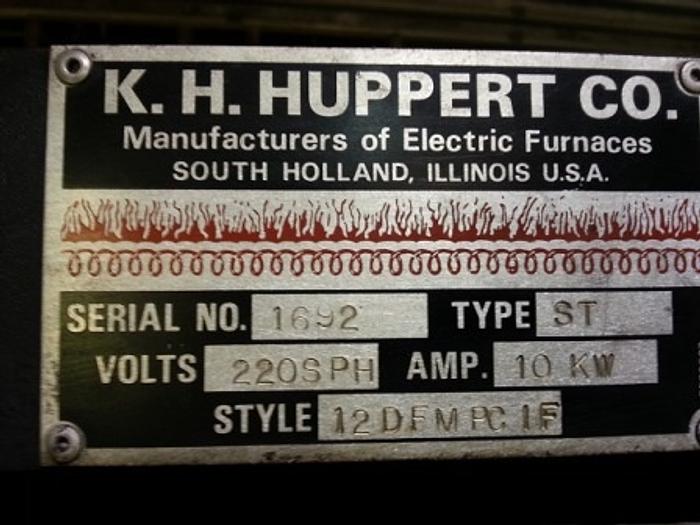 K. H. HUPPERT CO.
Manufacturers of Electric Furnaces
SOUTH HOLLAND, ILLINOIS U.S.A.
SERIAL NO. 1692 TYPE ST
VOLTS 220SPH AMP. 10 KW
STYLE 12DFMPC1F